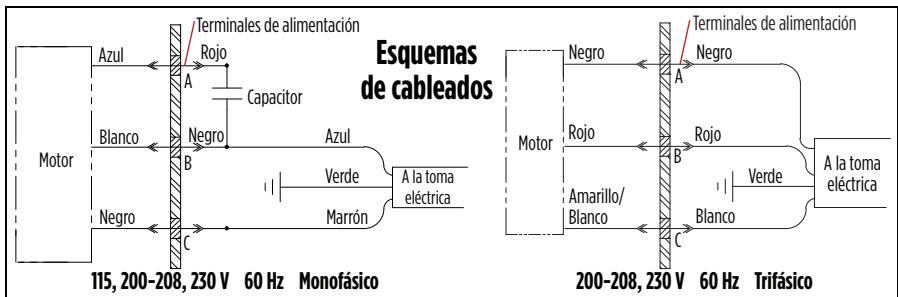 Esquemas
de cableados
Terminales de alimentación
Azul
Rojo
A
Capacitor
Blanco
Negro
Azul
B
Motor
Verde
A la toma
eléctrica
Negro
Marrón
C
115, 200-208, 230 V 60 Hz Monofásico
Terminales de alimentación
Negro
Negro
A
Rojo
Rojo
B
Motor
A la toma
eléctrica
Verde
Amarillo/
Blanco
Blanco
C
200-208, 230 V 60 Hz Trifásico